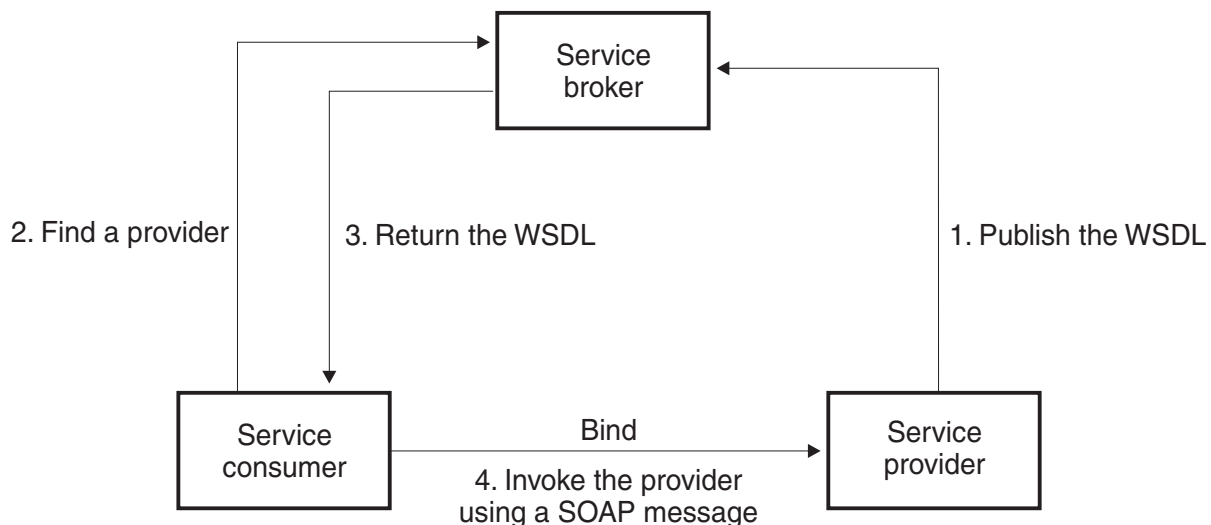 Service
broker
2. Find a provider
3. Return the WSDL
1. Publish the WSDL
Service
consumer
Bind
4. Invoke the provider
using a SOAP message
Service
provider